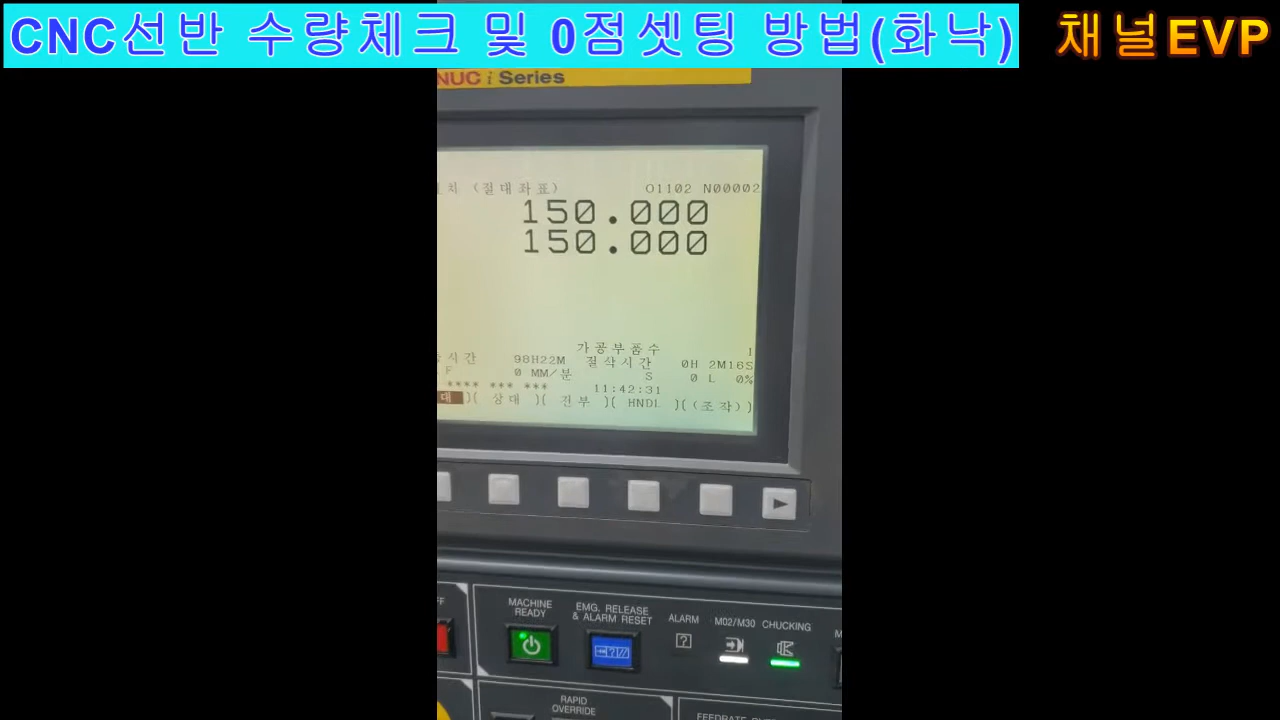 CNC선반 수량체크 및 0점셋팅 방법(화낙)
채널EVP
NUC i Series
치 (절대좌표) O1102 N00002
150.000
150.000
가공부품수 1
시간 98H22M 절삭시간 0H 2M16S
F 0 MM/분 S 0 L 0%
**** *** *** 11:42:31
대 )( 상대 )( 전부 )( HNDL )((조작))
MACHINE READY
EMG. RELEASE & ALARM RESET
ALARM
M02/M30
CHUCKING
RAPID OVERRIDE